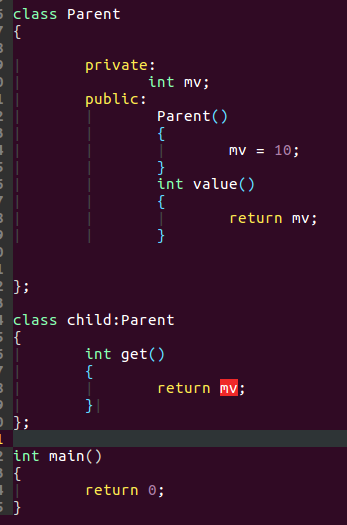 class Parent
{
private:
int mv;
public:
Parent()
{
mv = 10;
}
int value()
{
return mv;
}
};
class child:Parent
{
int get()
{
return mv;
}
};
int main()
{
return 0;
}